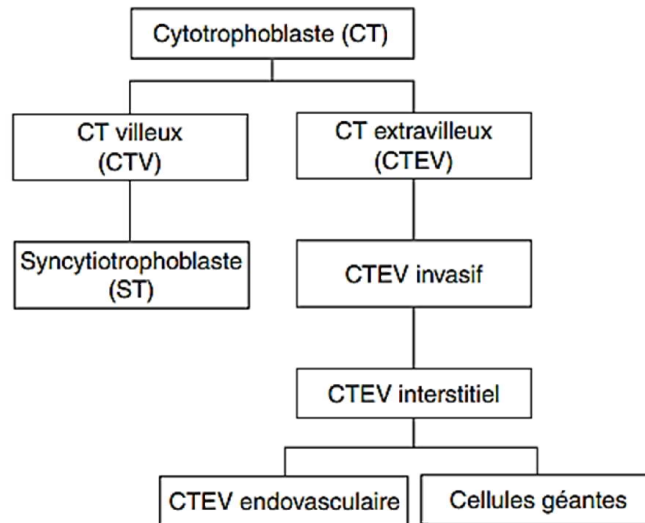 Cytotrophoblaste (CT)
CT villeux
(CTV)
CT extravilleux
(CTEV)
Syncytiotrophoblaste
(ST)
CTEV invasif
CTEV interstitiel
CTEV endovasculaire
Cellules géantes